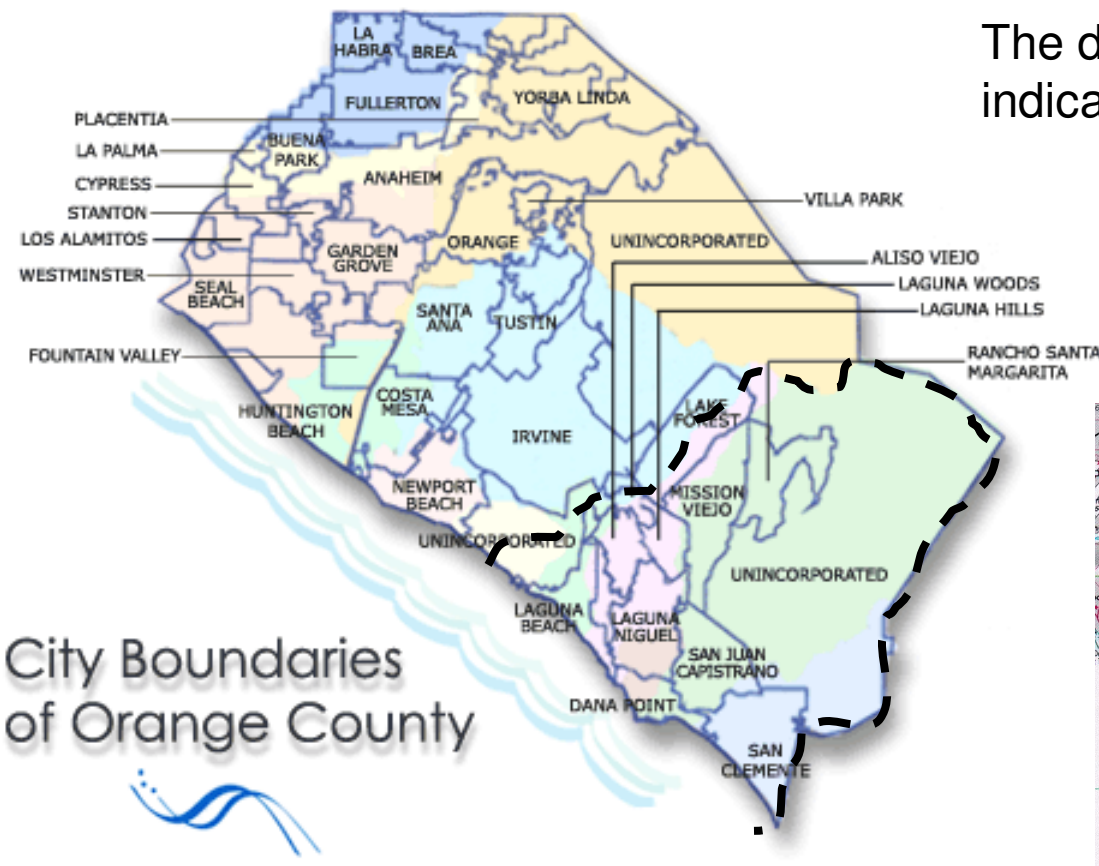 The d
indica
LA
HABRA
BREA
FULLERTON
YORBA LINDA
PLACENTIA
LA PALMA
BUENA
PARK
CYPRESS
ANAHEIM
STANTON
VILLA PARK
LOS ALAMITOS
GARDEN
GROVE
ORANGE
UNINCORPORATED
WESTMINSTER
SEAL
BEACH
ALISO VIEJO
LAGUNA WOODS
LAGUNA HILLS
SANTA
ANA
TUSTIN
FOUNTAIN VALLEY
RANCHO SANTA
MARGARITA
COSTA
MESA
HUNTINGTON
BEACH
LAKE
FOREST
IRVINE
NEWPORT
BEACH
MISSION
VIEJO
UNINCORPORATED
UNINCORPORATED
LAGUNA
BEACH
LAGUNA
NIGUEL
SAN JUAN
CAPISTRANO
DANA POINT
SAN
CLEMENTE
City Boundaries
of Orange County